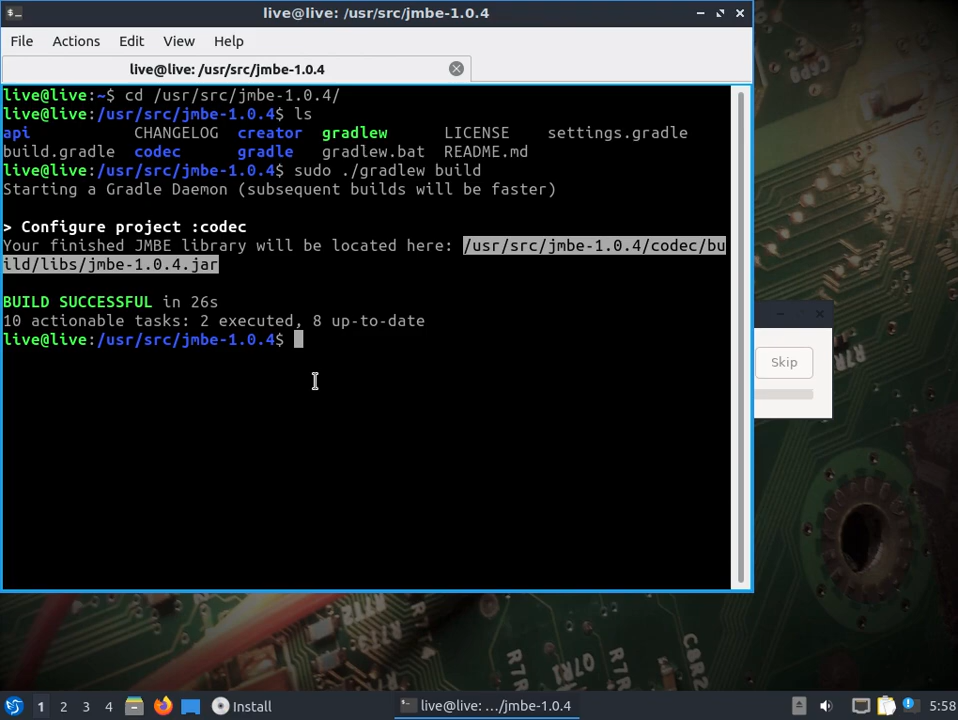 live@live: /usr/src/jmbe-1.0.4
File Actions Edit View Help
live@live: /usr/src/jmbe-1.0.4
live@live:~$ cd /usr/src/jmbe-1.0.4/
live@live:/usr/src/jmbe-1.0.4$ ls
api CHANGELOG creator gradlew LICENSE settings.gradle
build.gradle codec gradle gradlew.bat README.md
live@live:/usr/src/jmbe-1.0.4$ sudo ./gradlew build
Starting a Gradle Daemon (subsequent builds will be faster)
> Configure project :codec
Your finished JMBE library will be located here: /usr/src/jmbe-1.0.4/codec/bu
ild/libs/jmbe-1.0.4.jar
BUILD SUCCESSFUL in 26s
10 actionable tasks: 2 executed, 8 up-to-date
live@live:/usr/src/jmbe-1.0.4$
Skip
R7TR
C8R2
R7R
Q7R1
R7R
1 2 3 4 Install live@live: .../jmbe-1.0.4 5:58